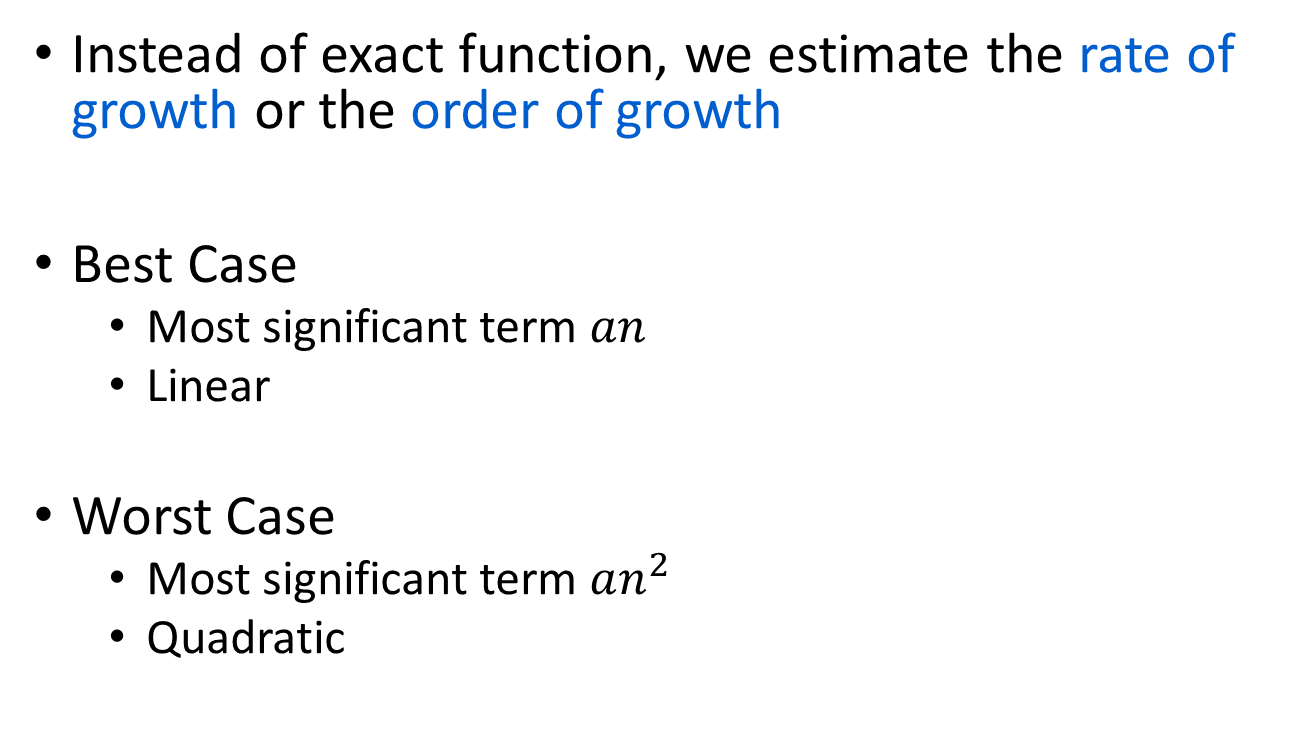 • Instead of exact function, we estimate the rate of
growth or the order of growth
• Best Case
• Most significant term an
• Linear
• Worst Case
• Most significant term an²
• Quadratic